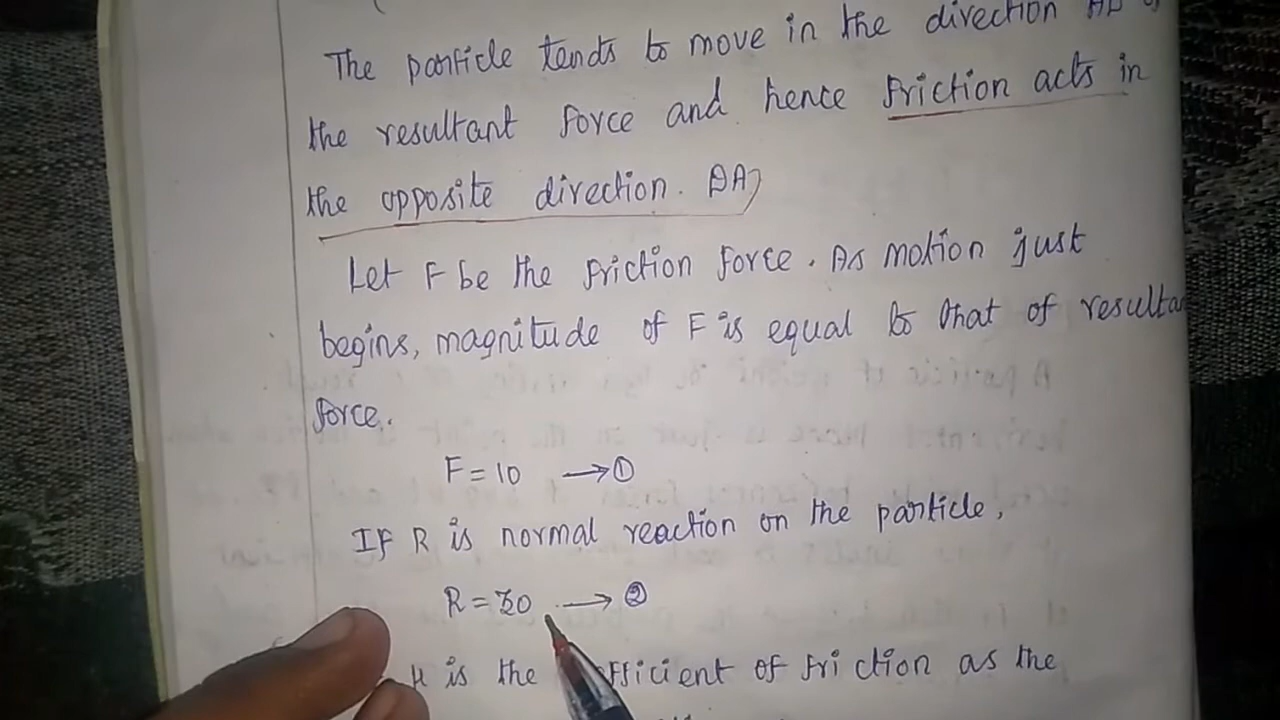 The particle tends to move in the direction
the resultant force and hence friction acts in
the opposite direction.
Let F be the friction force. As motion just
begins, magnitude of F is equal to that of resulta
force.
F = 10 → ①
If R is normal reaction on the particle,
R = → ②
μ is the fficient of friction as the